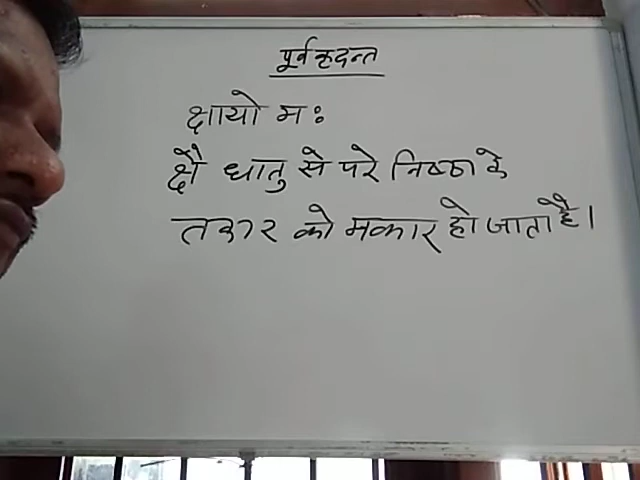 पूर्वकृदन्त
क्षायो मः
क्षै धातु से परे निष्ठा के
तकार को मकार् हो जाता है।